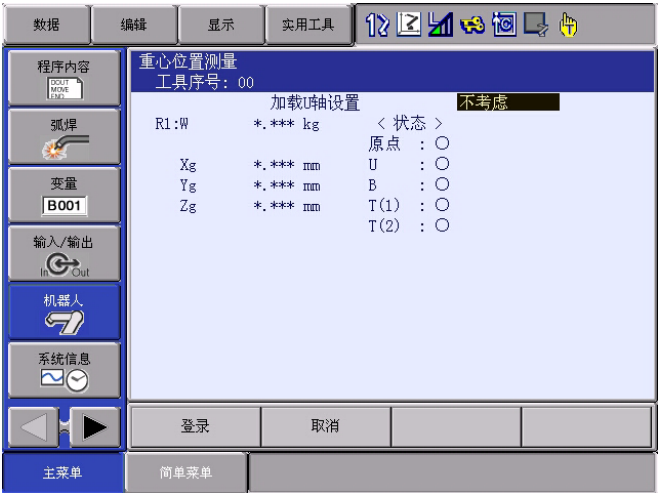 数据 编辑 显示 实用工具
程序内容
DOUT
MOVE
END
弧焊
变量
B001
输入/输出
In Out
机器人
系统信息
重心位置测量
工具序号: 00
加载U轴设置 不考虑
R1:W *.*** kg < 状态 >
原点 : ○
Xg *.*** mm U : ○
Yg *.*** mm B : ○
Zg *.*** mm T(1) : ○
T(2) : ○
登录 取消
主菜单 简单菜单